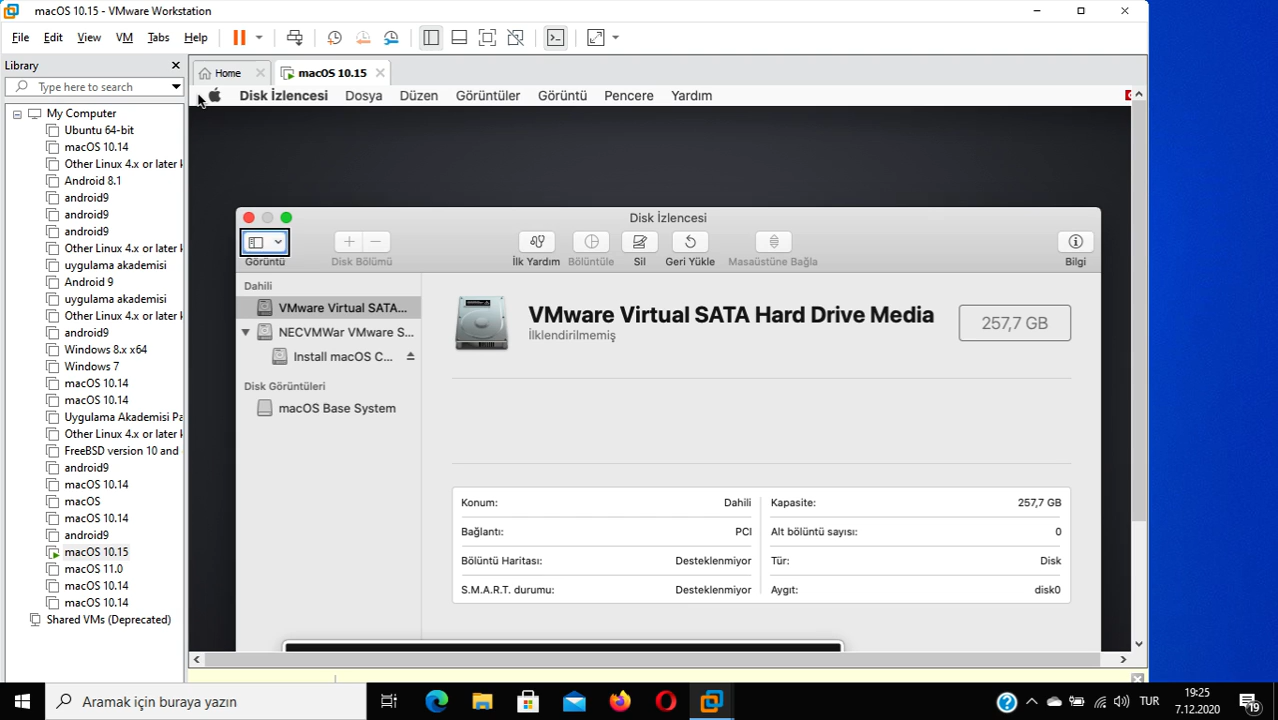 macOS 10.15 - VMware Workstation
File Edit View VM Tabs Help
Library
Type here to search
My Computer
Ubuntu 64-bit
macOS 10.14
Other Linux 4.x or later
Android 8.1
android9
android9
android9
Other Linux 4.x or later
uygulama akademisi
Android 9
uygulama akademisi
Other Linux 4.x or later
android9
Windows 8.x x64
Windows 7
macOS 10.14
macOS 10.14
Uygulama Akademisi Pa
Other Linux 4.x or later
FreeBSD version 10 and
android9
macOS 10.14
macOS
macOS 10.14
android9
macOS 10.15
macOS 11.0
macOS 10.14
macOS 10.14
Shared VMs (Deprecated)
Home macOS 10.15
Disk İzlencesi Dosya Düzen Görüntüler Görüntü Pencere Yardım
Disk İzlencesi
Görüntü Disk Bölümü İlk Yardım Bölüntüle Sil Geri Yükle Masaüstüne Bağla Bilgi
Dahili
VMware Virtual SATA...
NECVMWar VMware S...
Install macOS C...
Disk Görüntüleri
macOS Base System
VMware Virtual SATA Hard Drive Media
İlklendirilmemiş
257,7 GB
Konum: Dahili
Bağlantı: PCI
Bölüntü Haritası: Desteklenmiyor
S.M.A.R.T. durumu: Desteklenmiyor
Kapasite: 257,7 GB
Alt bölüntü sayısı: 0
Tür: Disk
Aygıt: disk0
Aramak için buraya yazın
TUR
19:25
7.12.2020
19